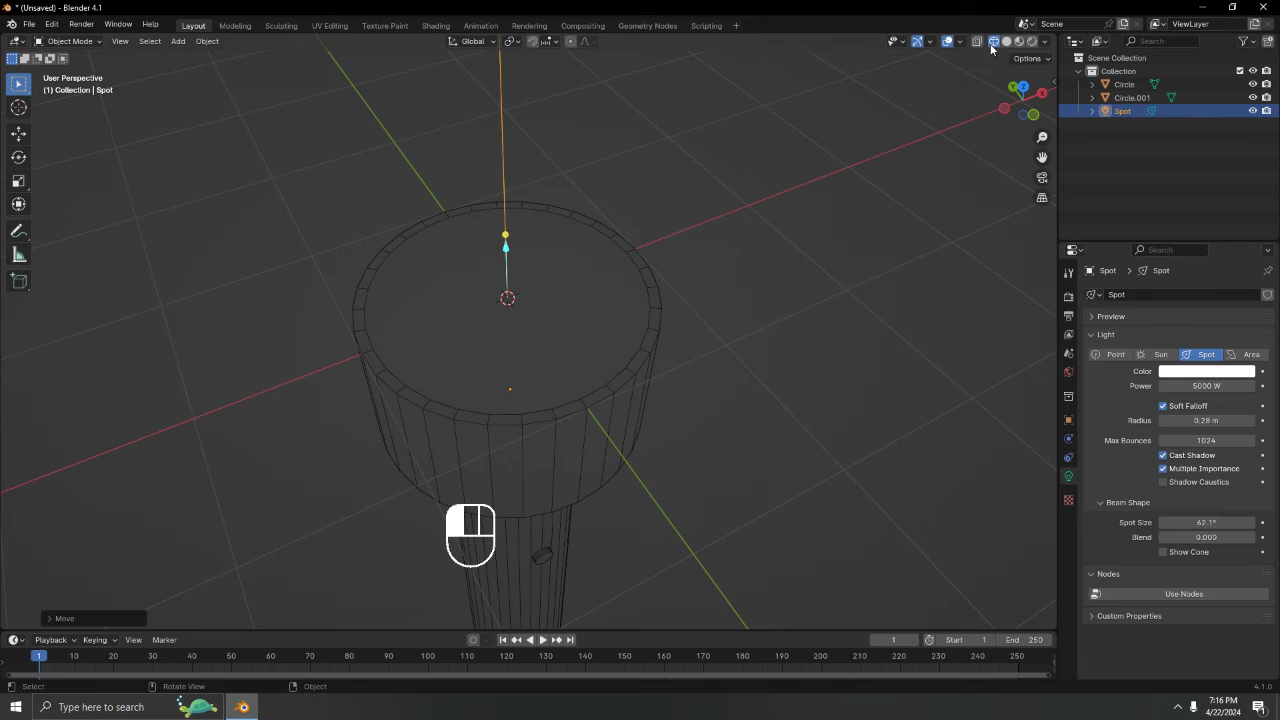 * (Unsaved) - Blender 4.1
File Edit Render Window Help Layout Modeling Sculpting UV Editing Texture Paint Shading Animation Rendering Compositing Geometry Nodes Scripting + Scene ViewLayer
Object Mode View Select Add Object Global Search
Options
User Perspective
(1) Collection | Spot
Scene Collection
Collection
Circle
Circle.001
Spot
Y Z X
Search
Spot > Spot
Spot
Preview
Light
Point Sun Spot Area
Color
Power 5000 W
Soft Falloff
Radius 0.28 m
Max Bounces 1024
Cast Shadow
Multiple Importance
Shadow Caustics
Beam Shape
Spot Size 62.1°
Blend 0.000
Show Cone
Nodes
Use Nodes
Custom Properties
> Move
Playback Keying View Marker 1 Start 1 End 250
1 10 20 30 40 50 60 70 80 90 100 110 120 130 140 150 160 170 180 190 200 210 220 230 240 250
Select Rotate View Object 4.1.0
Type here to search
7:16 PM
4/22/2024
1